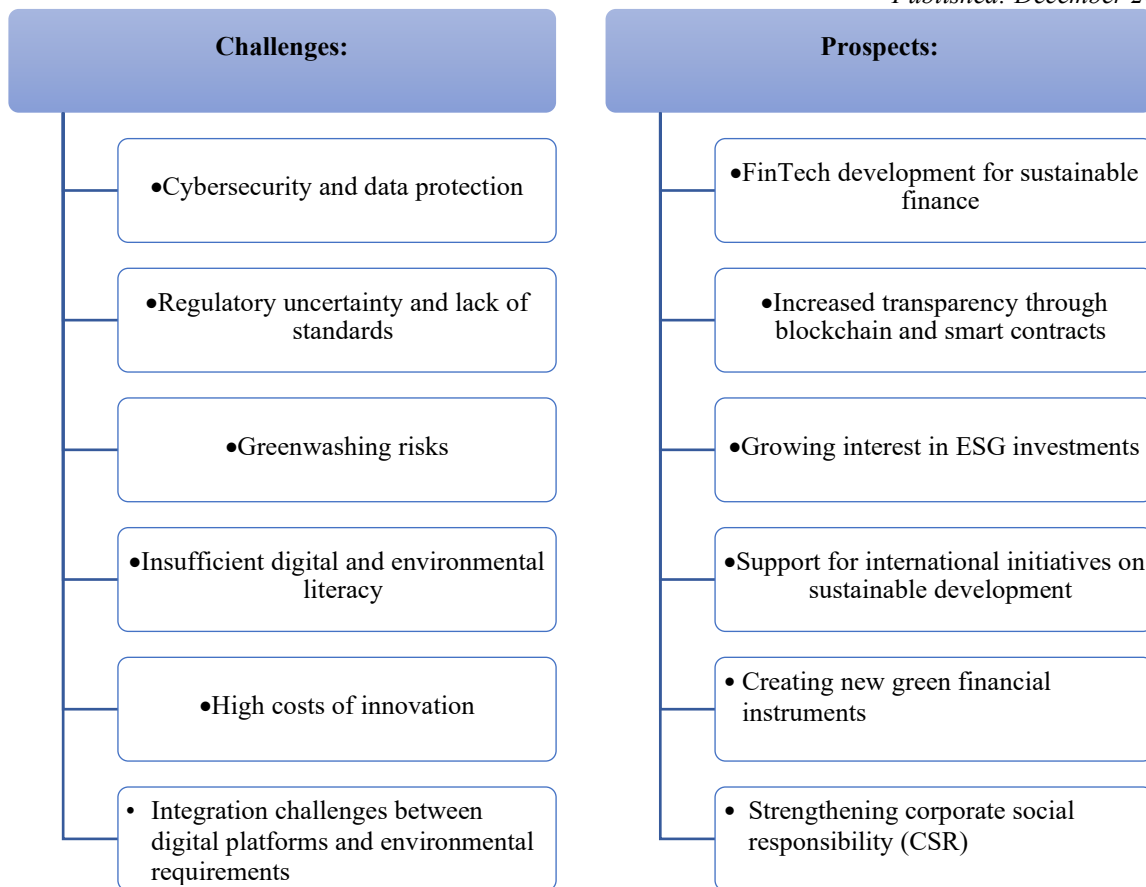 Published: December 2
Challenges:
•Cybersecurity and data protection
•Regulatory uncertainty and lack of
standards
•Greenwashing risks
•Insufficient digital and environmental
literacy
•High costs of innovation
• Integration challenges between
digital platforms and environmental
requirements
Prospects:
•FinTech development for sustainable
finance
•Increased transparency through
blockchain and smart contracts
•Growing interest in ESG investments
•Support for international initiatives on
sustainable development
• Creating new green financial
instruments
• Strengthening corporate social
responsibility (CSR)